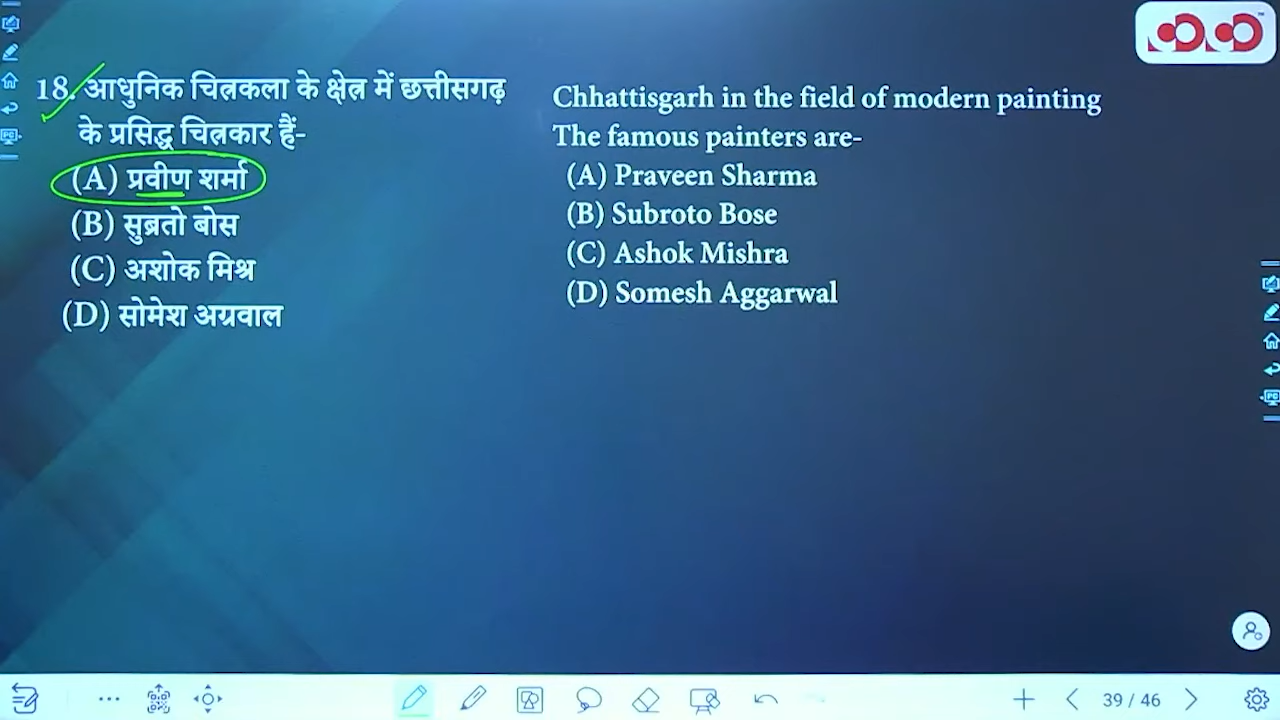 18. आधुनिक चित्रकला के क्षेत्र में छत्तीसगढ़
के प्रसिद्ध चित्रकार हैं-
(A) प्रवीण शर्मा
(B) सुब्रतो बोस
(C) अशोक मिश्र
(D) सोमेश अग्रवाल
Chhattisgarh in the field of modern painting
The famous painters are-
(A) Praveen Sharma
(B) Subroto Bose
(C) Ashok Mishra
(D) Somesh Aggarwal
39 / 46